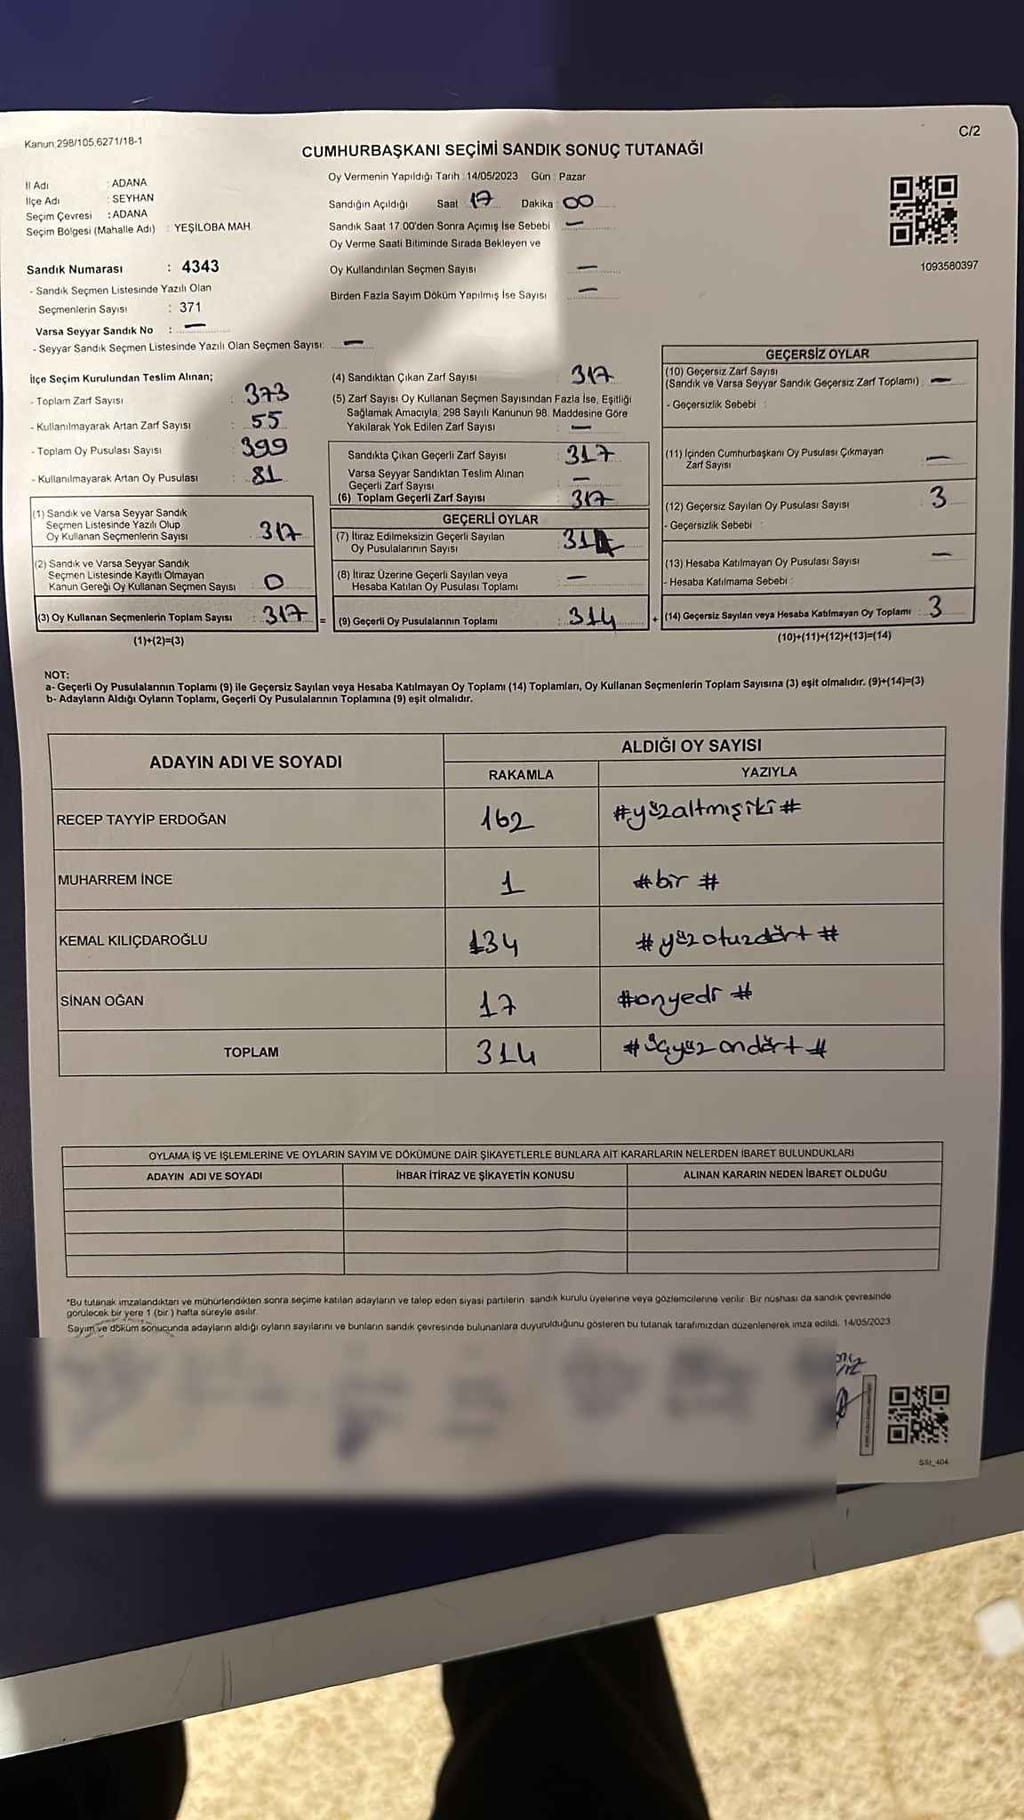 Kanun 298/105,6271/18-1
C/2
CUMHURBAŞKANI SEÇİMİ SANDIK SONUÇ TUTANAĞI
İl Adı : ADANA
İlçe Adı : SEYHAN
Seçim Çevresi : ADANA
Seçim Bölgesi (Mahalle Adı) : YEŞİLOBA MAH.
Sandık Numarası : 4343
- Sandık Seçmen Listesinde Yazılı Olan
Seçmenlerin Sayısı : 371
Varsa Seyyar Sandık No : —
- Seyyar Sandık Seçmen Listesinde Yazılı Olan Seçmen Sayısı: —
Oy Vermenin Yapıldığı Tarih : 14/05/2023 Gün : Pazar
Sandığın Açıldığı Saat 17 Dakika 00
Sandık Saat 17.00'den Sonra Açımış İse Sebebi —
Oy Verme Saati Bitiminde Sırada Bekleyen ve
Oy Kullandırılan Seçmen Sayısı —
Birden Fazla Sayım Döküm Yapılmış İse Sayısı —
1093580397
İlçe Seçim Kurulundan Teslim Alınan;
- Toplam Zarf Sayısı : 373
- Kullanılmayarak Artan Zarf Sayısı : 55
- Toplam Oy Pusulası Sayısı : 399
- Kullanılmayarak Artan Oy Pusulası : 81
(1) Sandık ve Varsa Seyyar Sandık
Seçmen Listesinde Yazılı Olup
Oy Kullanan Seçmenlerin Sayısı : 317
(2) Sandık ve Varsa Seyyar Sandık
Seçmen Listesinde Kayıtlı Olmayan
Kanun Gereği Oy Kullanan Seçmen Sayısı : 0
(3) Oy Kullanan Seçmenlerin Toplam Sayısı : 317 =
(1)+(2)=(3)
(4) Sandıktan Çıkan Zarf Sayısı 317
(5) Zarf Sayısı Oy Kullanan Seçmen Sayısından Fazla İse, Eşitliği
Sağlamak Amacıyla, 298 Sayılı Kanunun 98. Maddesine Göre
Yakılarak Yok Edilen Zarf Sayısı —
Sandıkta Çıkan Geçerli Zarf Sayısı : 317
Varsa Seyyar Sandıktan Teslim Alınan
Geçerli Zarf Sayısı : —
(6) Toplam Geçerli Zarf Sayısı : 317
GEÇERLİ OYLAR
(7) İtiraz Edilmeksizin Geçerli Sayılan
Oy Pusulalarının Sayısı : 314
(8) İtiraz Üzerine Geçerli Sayılan veya
Hesaba Katılan Oy Pusulası Toplamı : —
(9) Geçerli Oy Pusulalarının Toplamı : 314 +
GEÇERSİZ OYLAR
(10) Geçersiz Zarf Sayısı
(Sandık ve Varsa Seyyar Sandık Geçersiz Zarf Toplamı) : —
- Geçersizlik Sebebi :
(11) İçinden Cumhurbaşkanı Oy Pusulası Çıkmayan
Zarf Sayısı —
(12) Geçersiz Sayılan Oy Pusulası Sayısı : 3
- Geçersizlik Sebebi :
(13) Hesaba Katılmayan Oy Pusulası Sayısı : —
- Hesaba Katılmama Sebebi :
(14) Geçersiz Sayılan veya Hesaba Katılmayan Oy Toplamı : 3
(10)+(11)+(12)+(13)=(14)
NOT:
a- Geçerli Oy Pusulalarının Toplamı (9) ile Geçersiz Sayılan veya Hesaba Katılmayan Oy Toplamı (14) Toplamları, Oy Kullanan Seçmenlerin Toplam Sayısına (3) eşit olmalıdır. (9)+(14)=(3)
b- Adayların Aldığı Oyların Toplamı, Geçerli Oy Pusulalarının Toplamına (9) eşit olmalıdır.
ADAYIN ADI VE SOYADI
ALDIĞI OY SAYISI
RAKAMLA YAZIYLA
RECEP TAYYİP ERDOĞAN 162 #yüzaltmışiki#
MUHARREM İNCE 1 #bir #
KEMAL KILIÇDAROĞLU 134 #yüzotuzdört #
SİNAN OĞAN 17 #onyedi #
TOPLAM 314 #üçyüzondört #
OYLAMA İŞ VE İŞLEMLERİNE VE OYLARIN SAYIM VE DÖKÜMÜNE DAİR ŞİKAYETLERLE BUNLARA AİT KARARLARIN NELERDEN İBARET BULUNDUKLARI
ADAYIN ADI VE SOYADI İHBAR İTİRAZ VE ŞİKAYETİN KONUSU ALINAN KARARIN NEDEN İBARET OLDUĞU
*Bu tutanak imzalandıktan ve mühürlendikten sonra seçime katılan adayların ve talep eden siyasi partilerin sandık kurulu üyelerine veya gözlemcilerine verilir. Bir nüshası da sandık çevresinde
görülecek bir yere 1 (bir) hafta süreyle asılır.
Sayım ve döküm sonucunda adayların aldığı oyların sayılarını ve bunların sandık çevresinde bulunanlara duyurulduğunu gösteren bu tutanak tarafımızdan düzenlenerek imza edildi. 14/05/2023
SSI_404